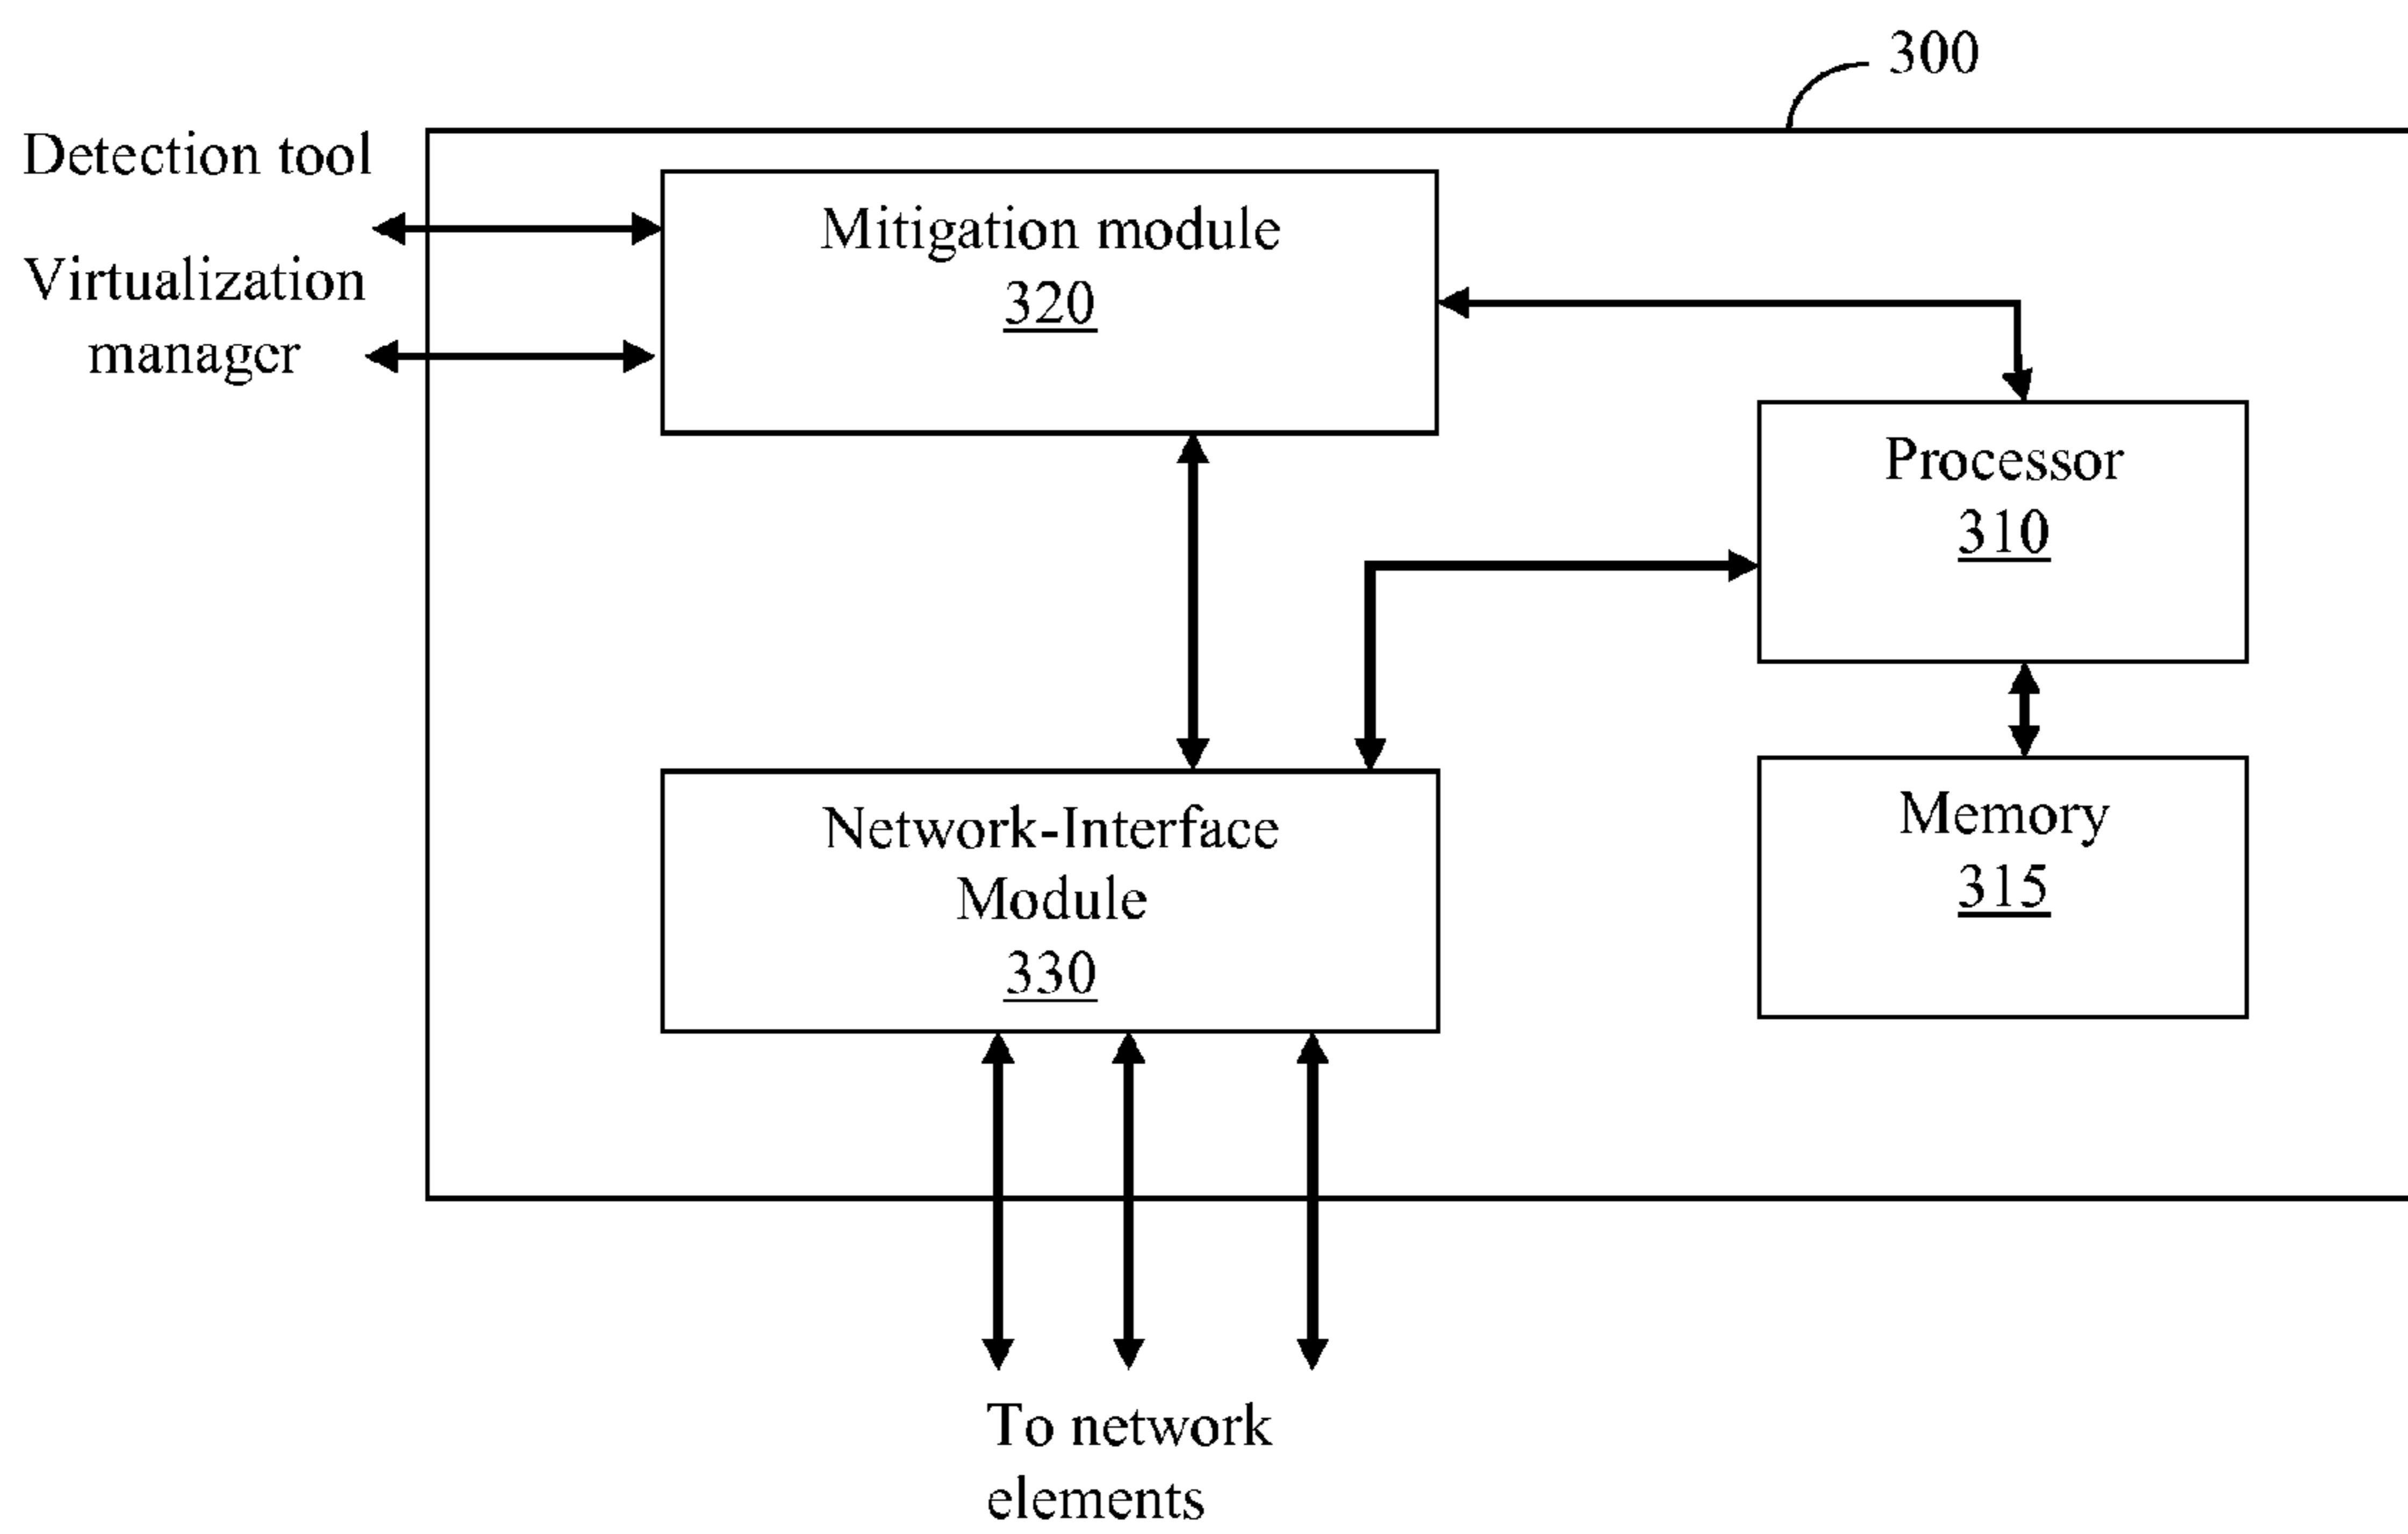 300
Detection tool
Virtualization
manager
Mitigation module
320
Processor
310
Network-Interface
Module
330
Memory
315
To network
elements